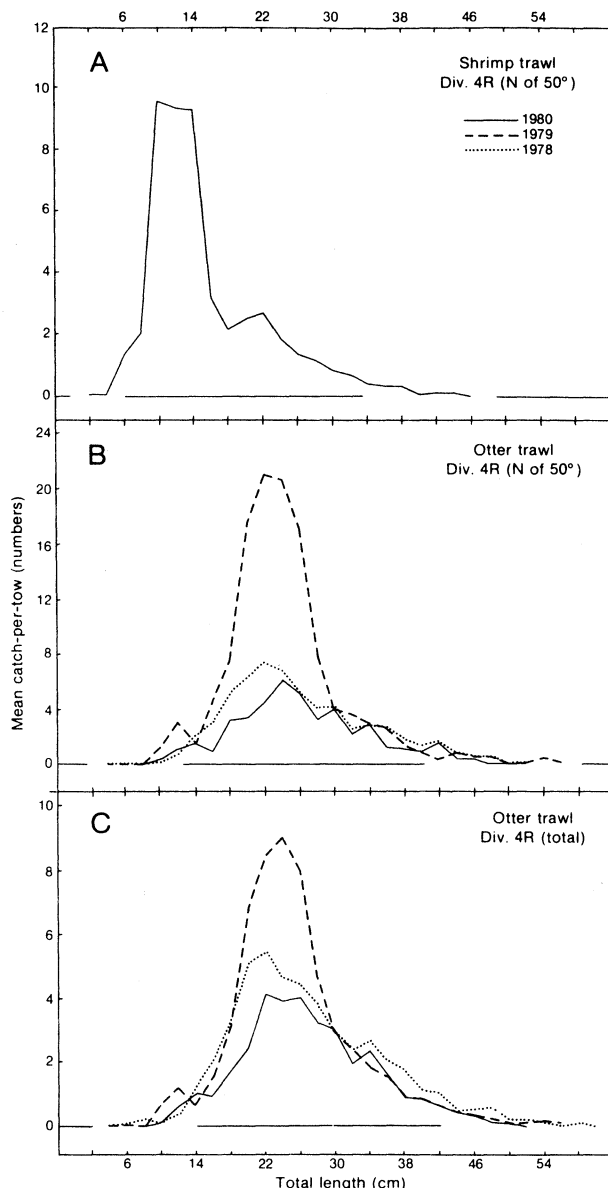 6 14 22 30 38 46 54
12
10
8
6
4
2
0
A
Shrimp trawl
Div. 4R (N of 50°)
1980
1979
1978
24
20
16
12
8
4
0
B
Otter trawl
Div. 4R (N of 50°)
Mean catch-per-tow (numbers)
10
8
6
4
2
0
C
Otter trawl
Div. 4R (total)
6 14 22 30 38 46 54
Total length (cm)